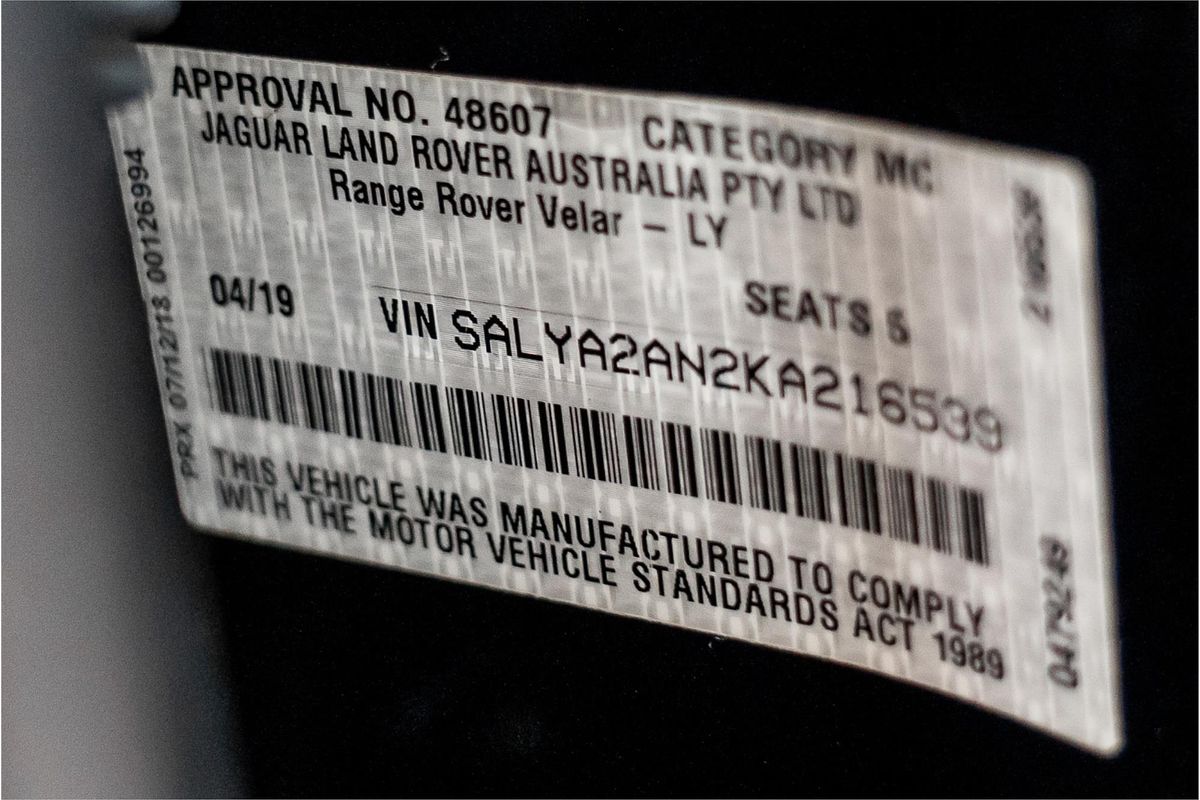 APPROVAL NO. 48607 CATEGORY MC
JAGUAR LAND ROVER AUSTRALIA PTY LTD
Range Rover Velar – LY
04/19 SEATS 5
VIN SALYA2AN2KA216539
THIS VEHICLE WAS MANUFACTURED TO COMPLY
WITH THE MOTOR VEHICLE STANDARDS ACT 1989
PRX 07/12/18 00126994
0479249